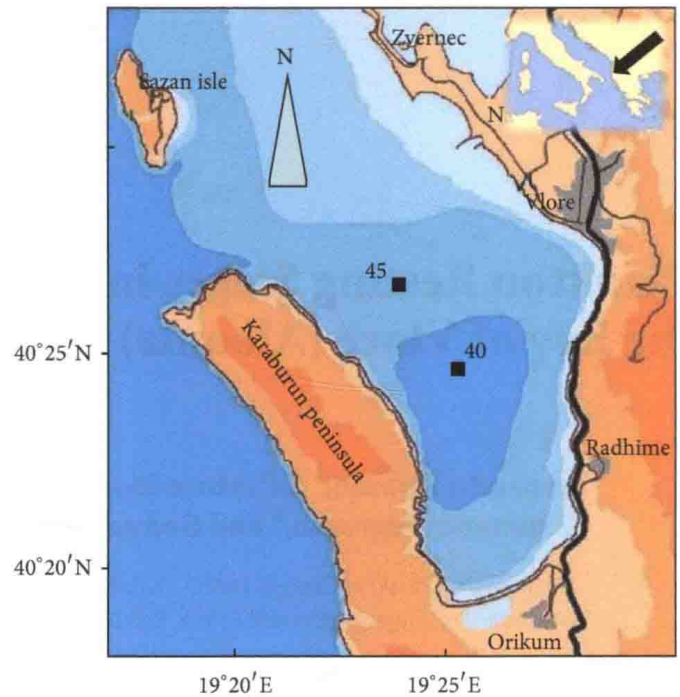 Zvernec
Sazan isle
N
N
Vlore
45
40°25′N
40
Karaburun peninsula
Radhime
40°20′N
Orikum
19°20′E
19°25′E